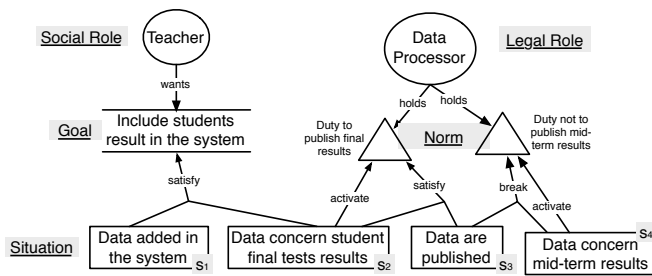 Social Role
Teacher
Data
Processor
Legal Role
wants
holds
holds
Goal
Include students
result in the system
Duty to
publish final
results
Norm
Duty not to
publish mid-
term results
satisfy
activate
satisfy
break
activate
Situation
Data added in
the system
S1
Data concern student
final tests results
S2
Data are
published
S3
Data concern
mid-term results
S4